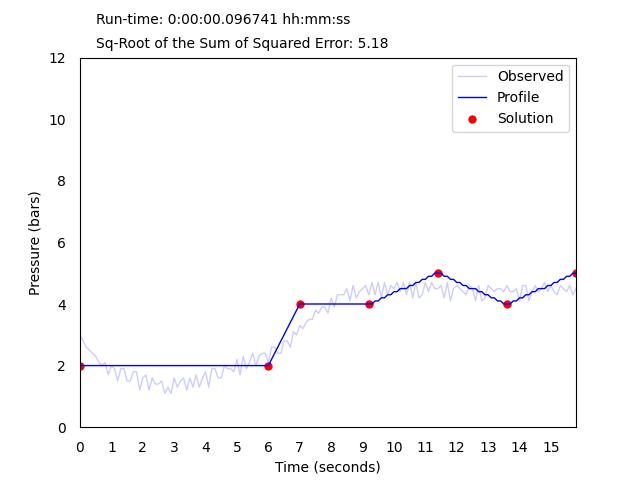 Run-time: 0:00:00.096741 hh:mm:ss
Sq-Root of the Sum of Squared Error: 5.18
12
10
8
6
4
2
0
Pressure (bars)
Observed
Profile
Solution
0 1 2 3 4 5 6 7 8 9 10 11 12 13 14 15
Time (seconds)